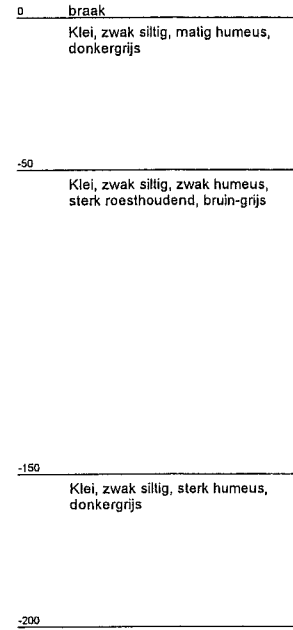 0 braak
Klei, zwak siltig, matig humeus,
donkergrijs
-50
Klei, zwak siltig, zwak humeus,
sterk roesthoudend, bruin-grijs
-150
Klei, zwak siltig, sterk humeus,
donkergrijs
-200